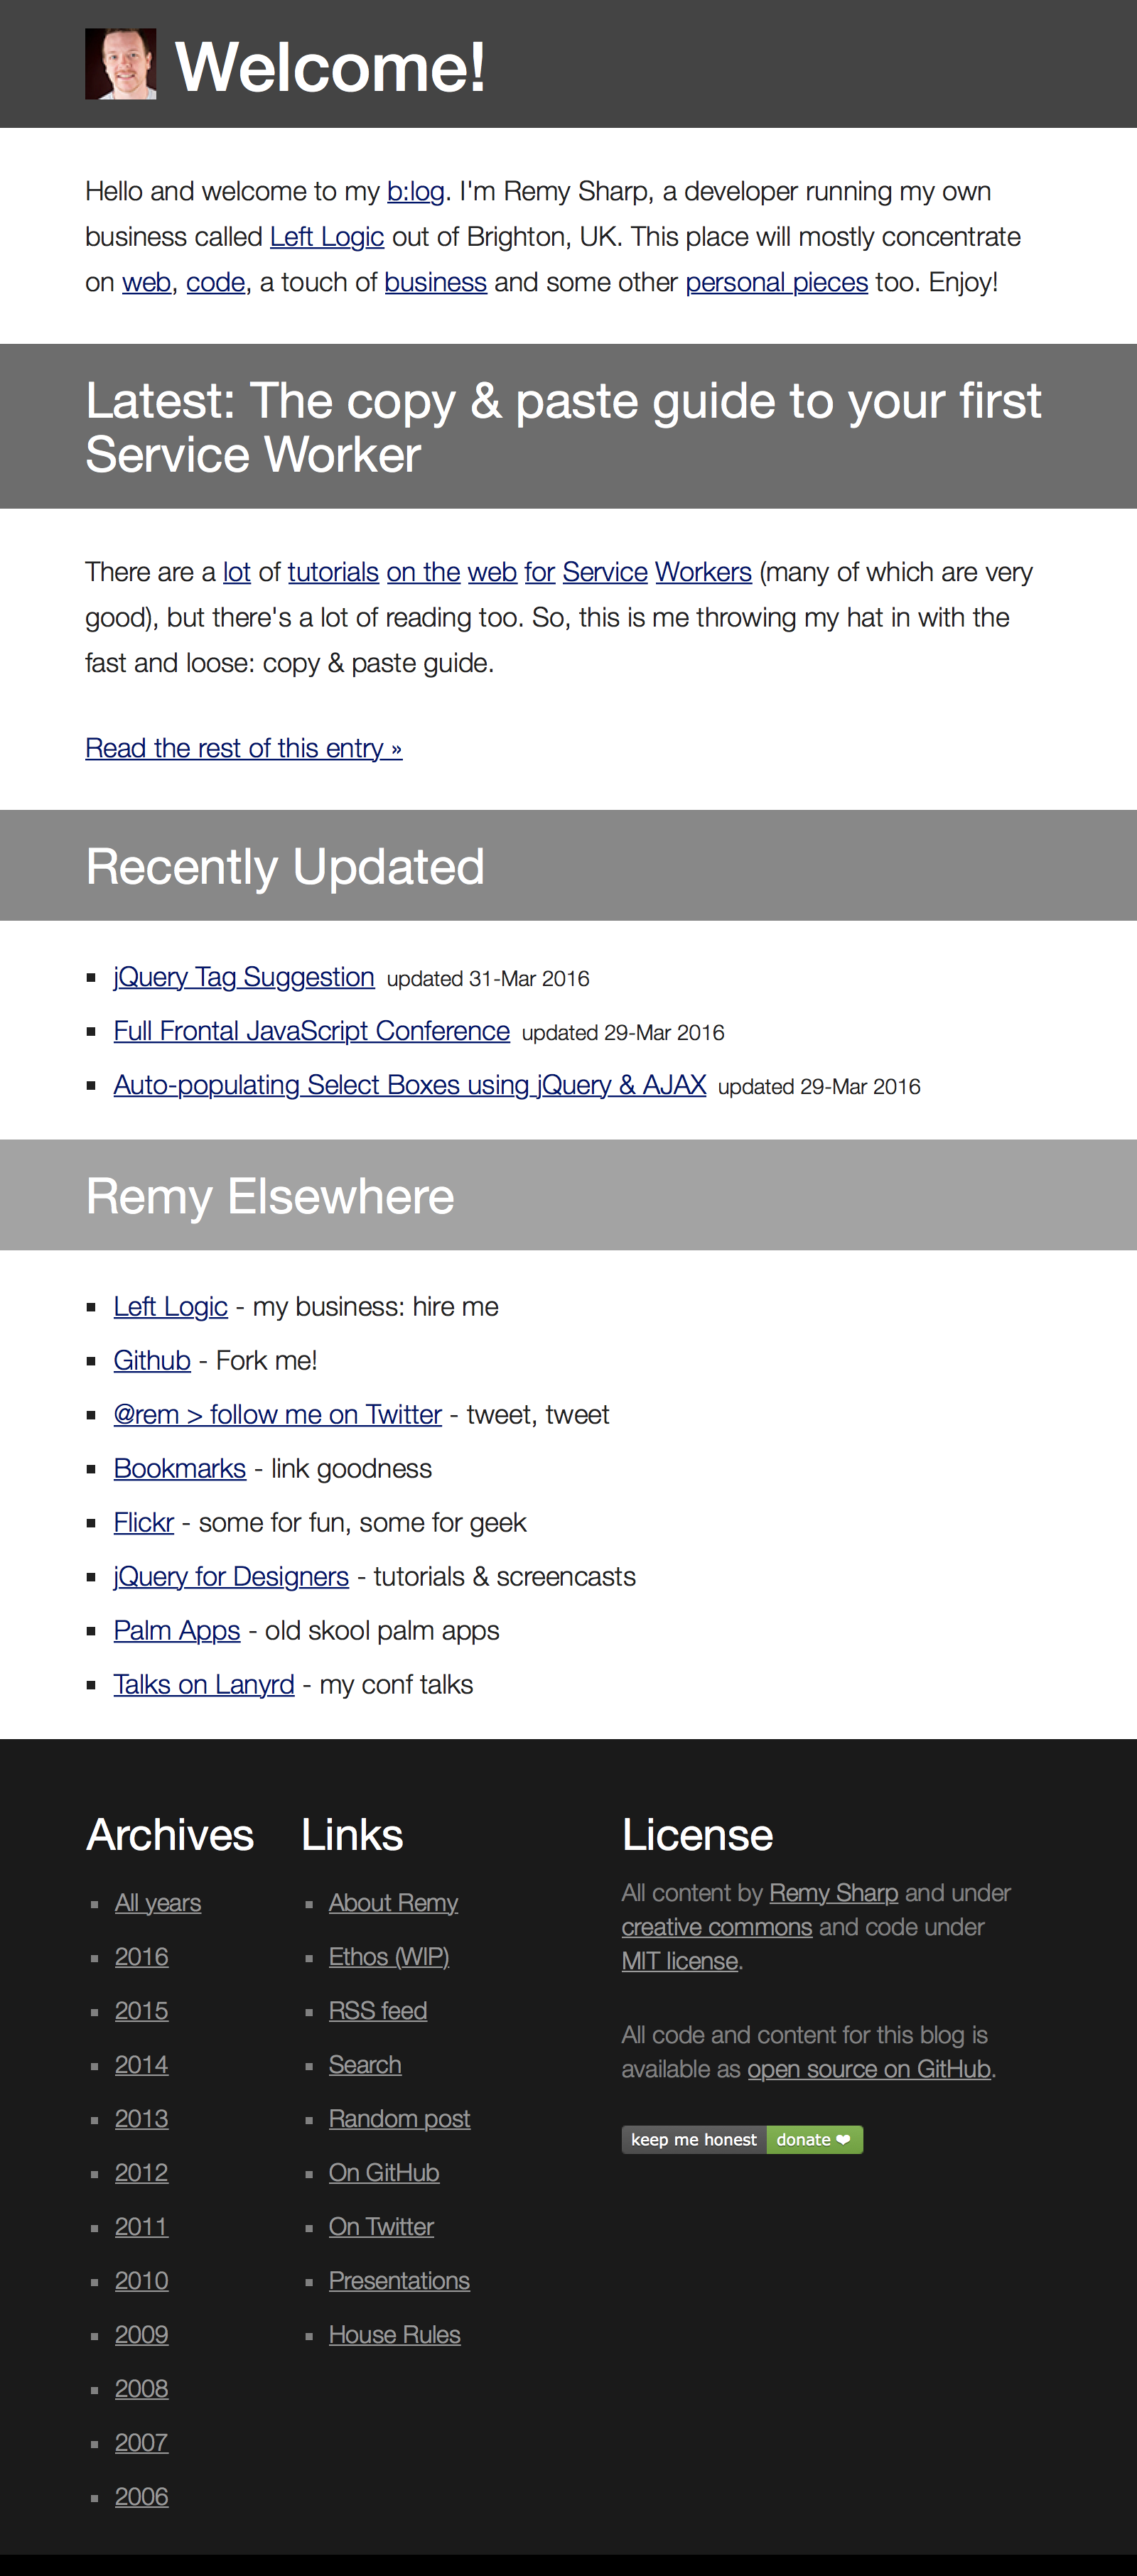 Welcome!
Hello and welcome to my b:log. I'm Remy Sharp, a developer running my own
business called Left Logic out of Brighton, UK. This place will mostly concentrate
on web, code, a touch of business and some other personal pieces too. Enjoy!
Latest: The copy & paste guide to your first
Service Worker
There are a lot of tutorials on the web for Service Workers (many of which are very
good), but there's a lot of reading too. So, this is me throwing my hat in with the
fast and loose: copy & paste guide.
Read the rest of this entry »
Recently Updated
▪ jQuery Tag Suggestion updated 31-Mar 2016
▪ Full Frontal JavaScript Conference updated 29-Mar 2016
▪ Auto-populating Select Boxes using jQuery & AJAX updated 29-Mar 2016
Remy Elsewhere
▪ Left Logic - my business: hire me
▪ Github - Fork me!
▪ @rem > follow me on Twitter - tweet, tweet
▪ Bookmarks - link goodness
▪ Flickr - some for fun, some for geek
▪ jQuery for Designers - tutorials & screencasts
▪ Palm Apps - old skool palm apps
▪ Talks on Lanyrd - my conf talks
Archives
▪ All years
▪ 2016
▪ 2015
▪ 2014
▪ 2013
▪ 2012
▪ 2011
▪ 2010
▪ 2009
▪ 2008
▪ 2007
▪ 2006
Links
▪ About Remy
▪ Ethos (WIP)
▪ RSS feed
▪ Search
▪ Random post
▪ On GitHub
▪ On Twitter
▪ Presentations
▪ House Rules
License
All content by Remy Sharp and under
creative commons and code under
MIT license.
All code and content for this blog is
available as open source on GitHub.
keep me honest donate ❤